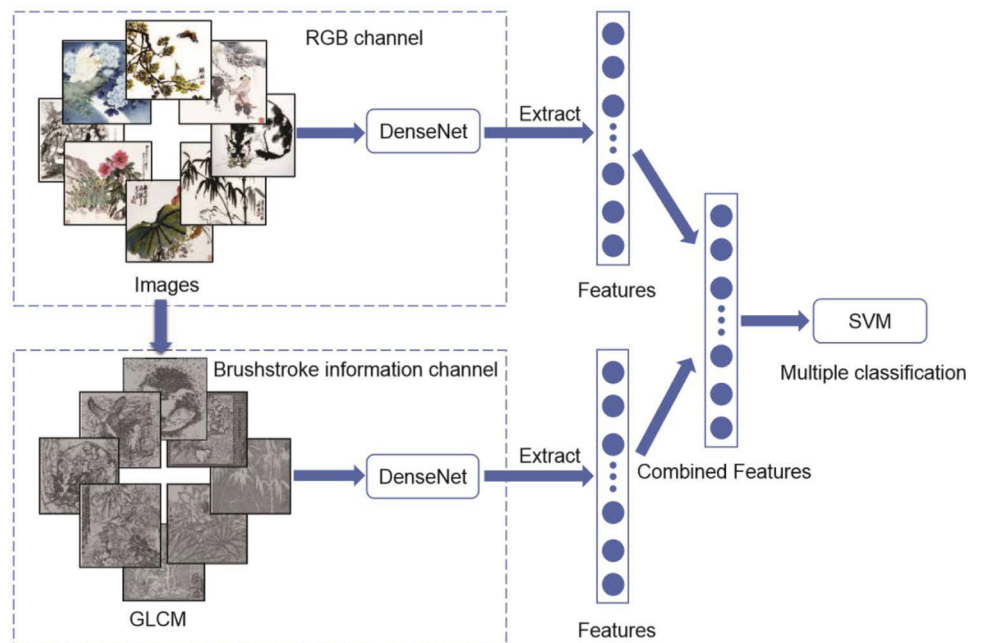 RGB channel
DenseNet
Extract
Images
Features
SVM
Multiple classification
Brushstroke information channel
DenseNet
Extract
Combined Features
GLCM
Features